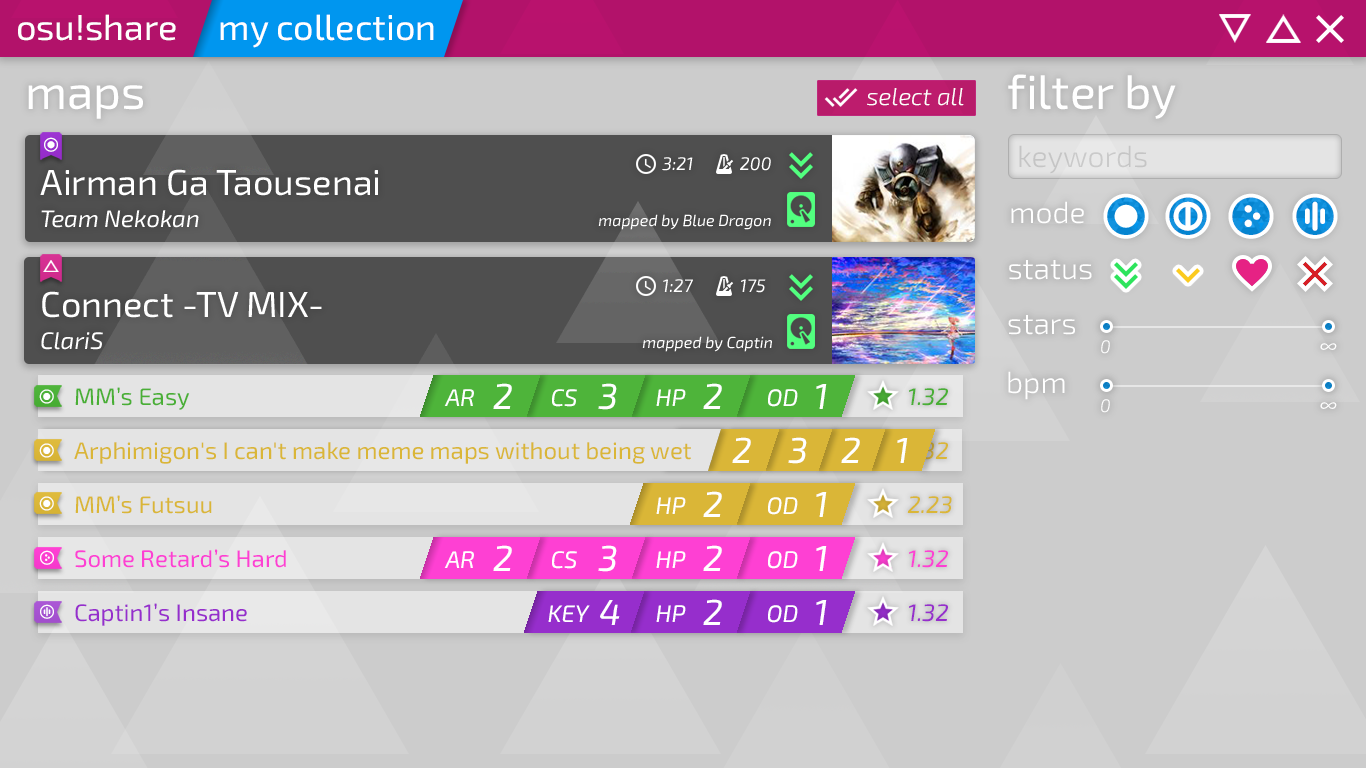 osu!share my collection
maps select all filter by
Airman Ga Taousenai
Team Nekokan
3:21 200
mapped by Blue Dragon
keywords
mode
status
stars
0 ∞
bpm
0 ∞
Connect -TV MIX-
ClariS
1:27 175
mapped by Captin
MM's Easy AR 2 CS 3 HP 2 OD 1 1.32
Arphimigon's I can't make meme maps without being wet 2 3 2 1 32
MM's Futsuu HP 2 OD 1 2.23
Some Retard's Hard AR 2 CS 3 HP 2 OD 1 1.32
Captin1's Insane KEY 4 HP 2 OD 1 1.32